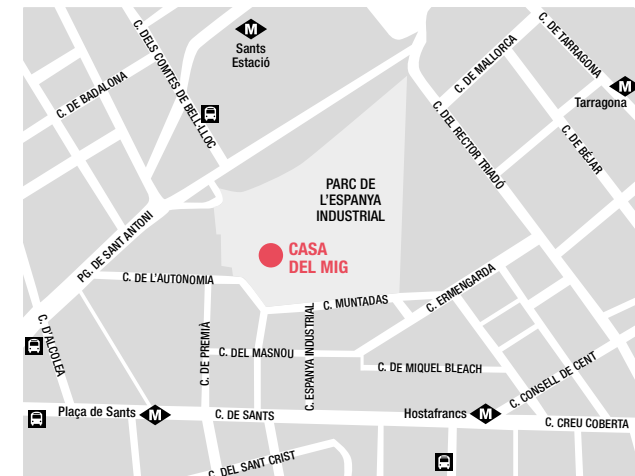 C. DELS COMTES DE BELL-LLOC
M
Sants
Estació
C. DE MALLORCA
C. DE TARRAGONA
C. DE BADALONA
M
Tarragona
C. DEL RECTOR TRIADÓ
C. DE BÉJAR
PARC DE
L'ESPANYA
INDUSTRIAL
PG. DE SANT ANTONI
CASA
DEL MIG
C. DE L'AUTONOMIA
C. ERMENGARDA
C. MUNTADAS
C. D'ALCOLEA
C. DE PREMIÀ
C. DEL MASNOU
C. ESPANYA INDUSTRIAL
C. DE MIQUEL BLEACH
C. CONSELL DE CENT
Plaça de Sants M
C. DE SANTS
Hostafrancs M
C. CREU COBERTA
C. DEL SANT CRIST